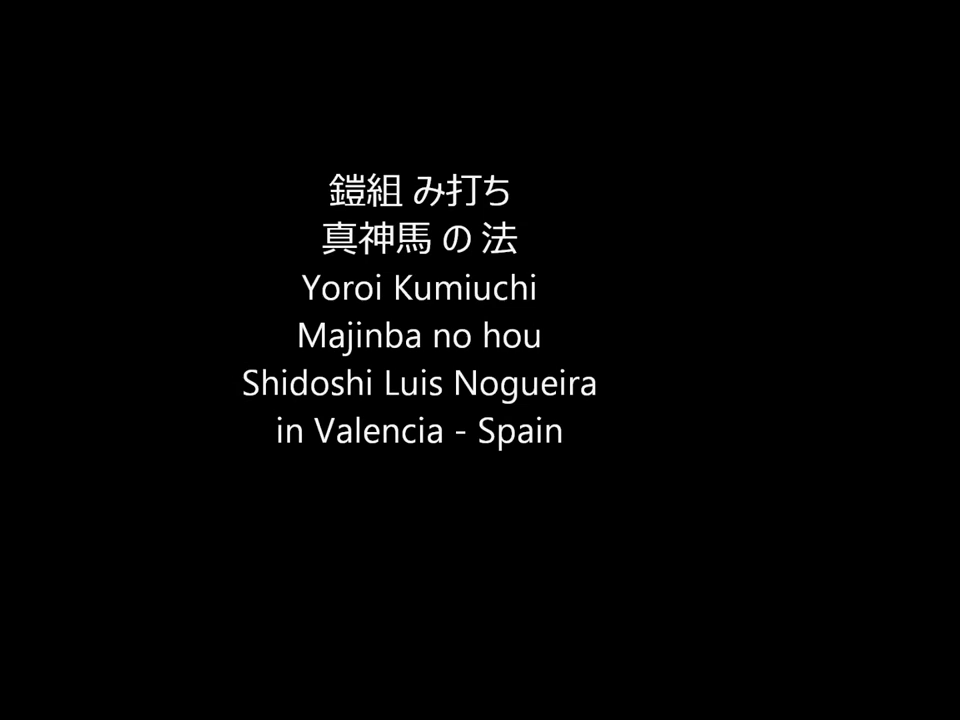 鎧組 み打ち
真神馬 の 法
Yoroi Kumiuchi
Majinba no hou
Shidoshi Luis Nogueira
in Valencia - Spain